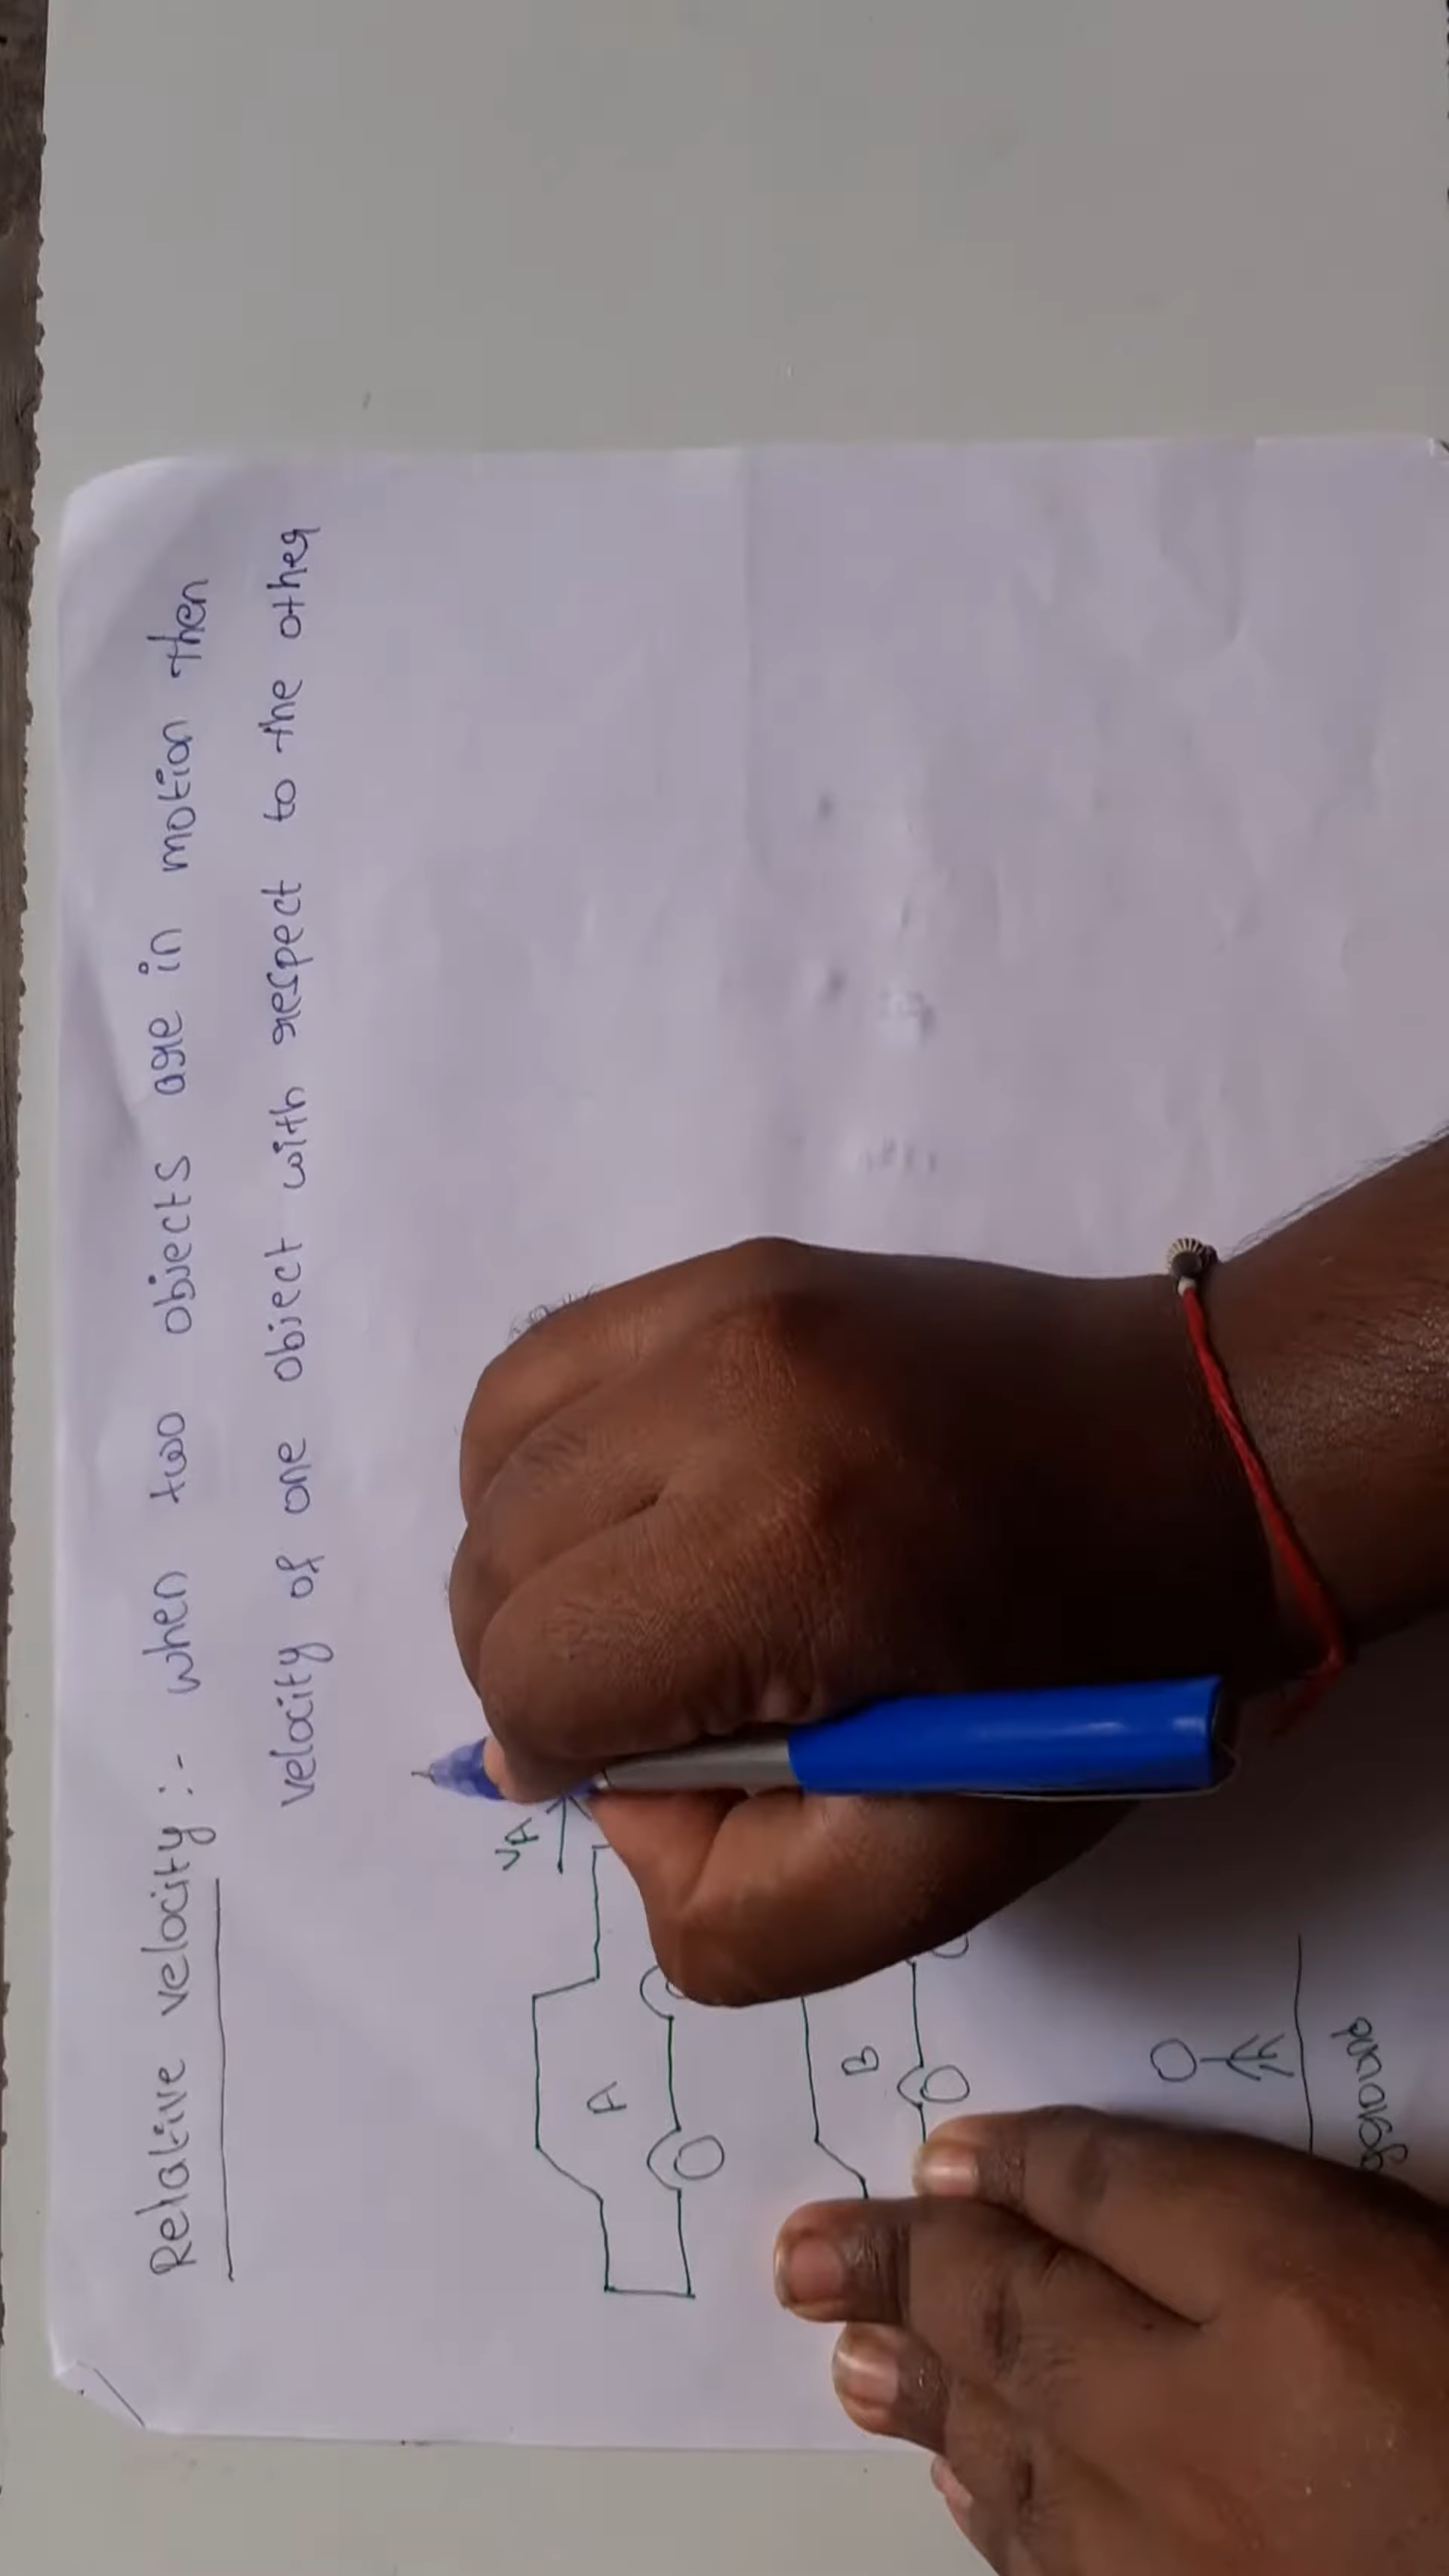 Relative velocity :- when two objects are in motion then
velocity of one object with respect to the other
VA
A
B
ground